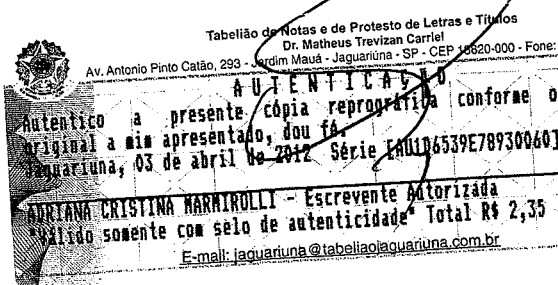 Tabelião de Notas e de Protesto de Letras e Títulos
Dr. Matheus Trevizan Carriel
Av. Antonio Pinto Catão, 293 - Jardim Mauá - Jaguariúna - SP - CEP 13820-000 - Fone:
AUTENTICAÇÃO
Autentico a presente cópia reprográfica conforme o
original a mim apresentado, dou fé.
Jaguariuna, 03 de abril de 2012 Série [AU1D6539E78930060]
ADRIANA CRISTINA MARMIROLLI - Escrevente Autorizada
"Válido somente com selo de autenticidade" Total R$ 2,35
E-mail: jaguariuna@tabeliaojaguariuna.com.br